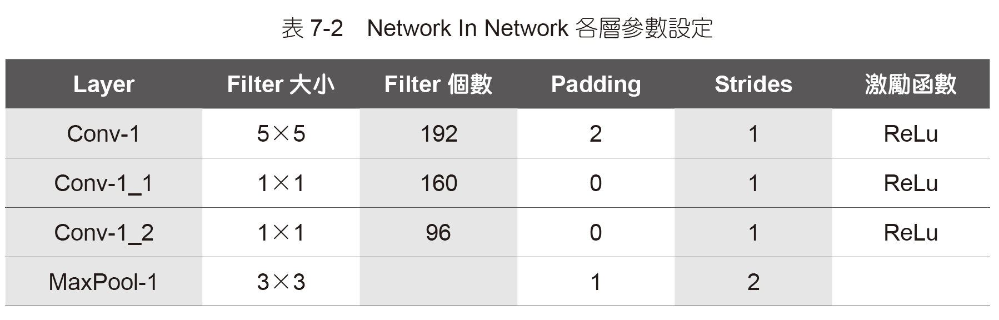 表 7-2 Network In Network 各層參數設定
Layer Filter 大小 Filter 個數 Padding Strides 激勵函數
Conv-1 5×5 192 2 1 ReLu
Conv-1_1 1×1 160 0 1 ReLu
Conv-1_2 1×1 96 0 1 ReLu
MaxPool-1 3×3 1 2